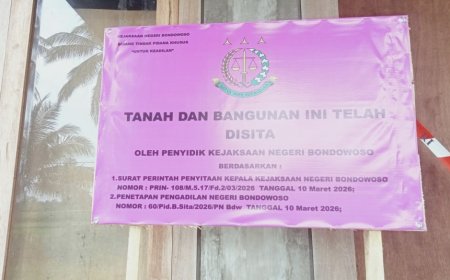 KEJAKSAAN NEGERI BONDOWOSO
BIDANG TINDAK PIDANA KHUSUS
"UNTUK KEADILAN"
TANAH DAN BANGUNAN INI TELAH
DISITA
OLEH PENYIDIK KEJAKSAAN NEGERI BONDOWOSO
BERDASARKAN :
1.SURAT PERINTAH PENYITAAN KEPALA KEJAKSAAN NEGERI BONDOWOSO
NOMOR : PRIN- 108/M.5.17/Fd.2/03/2026 TANGGAL 10 Maret 2026;
2.PENETAPAN PENGADILAN NEGERI BONDOWOSO
NOMOR : 60/Pid.B.Sita/2026/PN Bdw TANGGAL 10 Maret 2026;